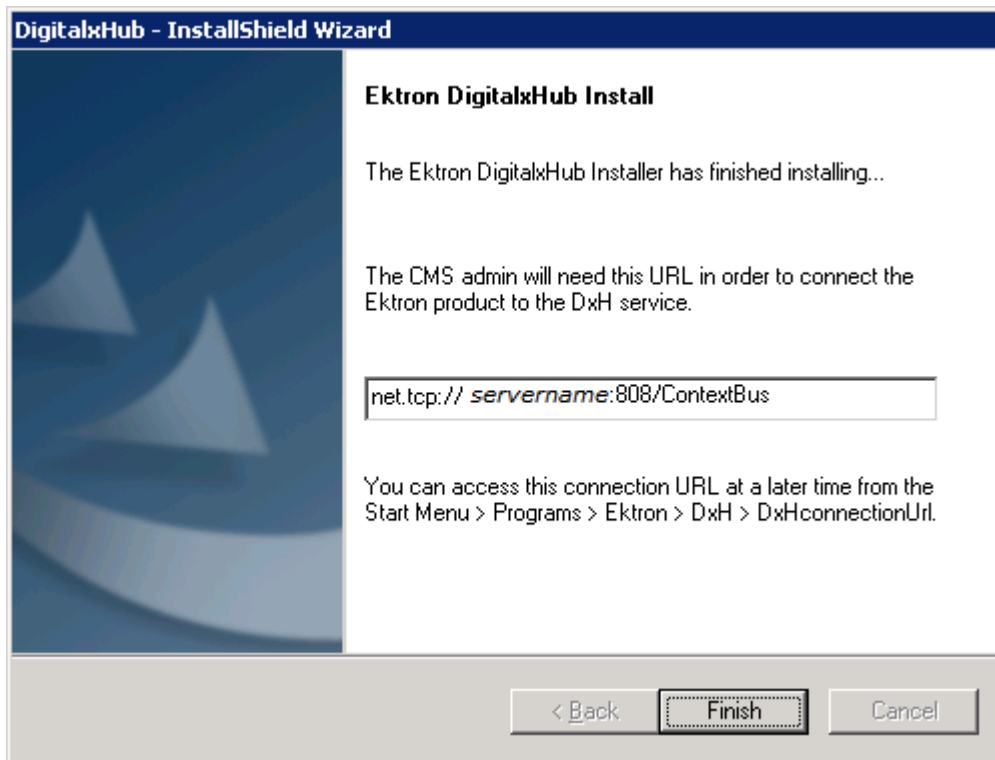 DigitalxHub - InstallShield Wizard
Ektron DigitalxHub Install
The Ektron DigitalxHub Installer has finished installing...
The CMS admin will need this URL in order to connect the
Ektron product to the DxH service.
net.tcp:// servername:808/ContextBus
You can access this connection URL at a later time from the
Start Menu > Programs > Ektron > DxH > DxHconnectionUrl.
< Back Finish Cancel